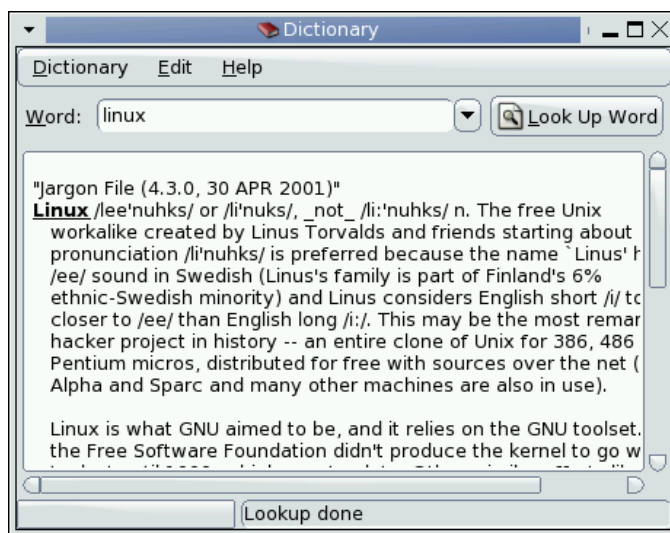 Dictionary
Dictionary Edit Help
Word: linux Look Up Word
"Jargon File (4.3.0, 30 APR 2001)"
Linux /lee'nuhks/ or /li'nuks/, _not_ /li:'nuhks/ n. The free Unix
workalike created by Linus Torvalds and friends starting about
pronunciation /li'nuhks/ is preferred because the name `Linus' h
/ee/ sound in Swedish (Linus's family is part of Finland's 6%
ethnic-Swedish minority) and Linus considers English short /i/ to
closer to /ee/ than English long /i:/. This may be the most remar
hacker project in history -- an entire clone of Unix for 386, 486
Pentium micros, distributed for free with sources over the net (
Alpha and Sparc and many other machines are also in use).
Linux is what GNU aimed to be, and it relies on the GNU toolset.
the Free Software Foundation didn't produce the kernel to go w
Lookup done